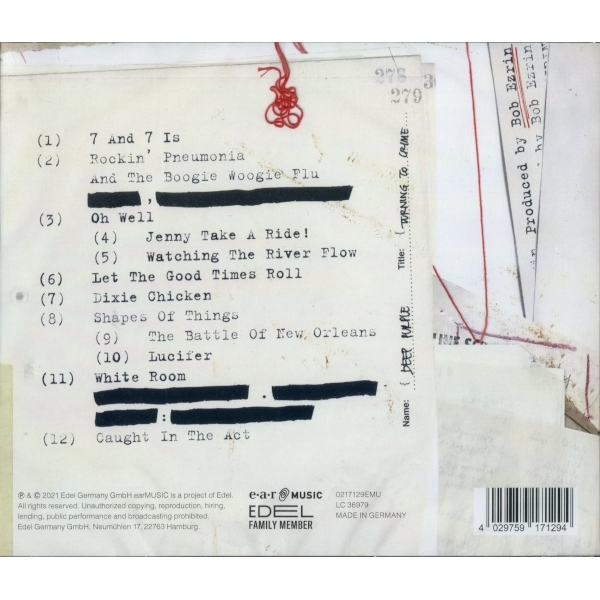 278
279
3
(1) 7 And 7 Is
(2) Rockin' Pneumonia
And The Boogie Woogie Flu
(3) Oh Well
(4) Jenny Take A Ride!
(5) Watching The River Flow
(6) Let The Good Times Roll
(7) Dixie Chicken
(8) Shapes Of Things
(9) The Battle Of New Orleans
(10) Lucifer
(11) White Room
(12) Caught In The Act
Name: ( DEEP PURPLE
Title: ( TURNING TO CRIME
Produced by Bob Ezrin
by Bob Ezrin
℗ & © 2021 Edel Germany GmbH.earMUSIC is a project of Edel.
All rights reserved. Unauthorized copying, reproduction, hiring,
lending, public performance and broadcasting prohibited.
Edel Germany GmbH, Neumühlen 17, 22763 Hamburg.
e·a·r MUSIC
EDEL
FAMILY MEMBER
0217129EMU
LC 36979
MADE IN GERMANY
4 029759 171294